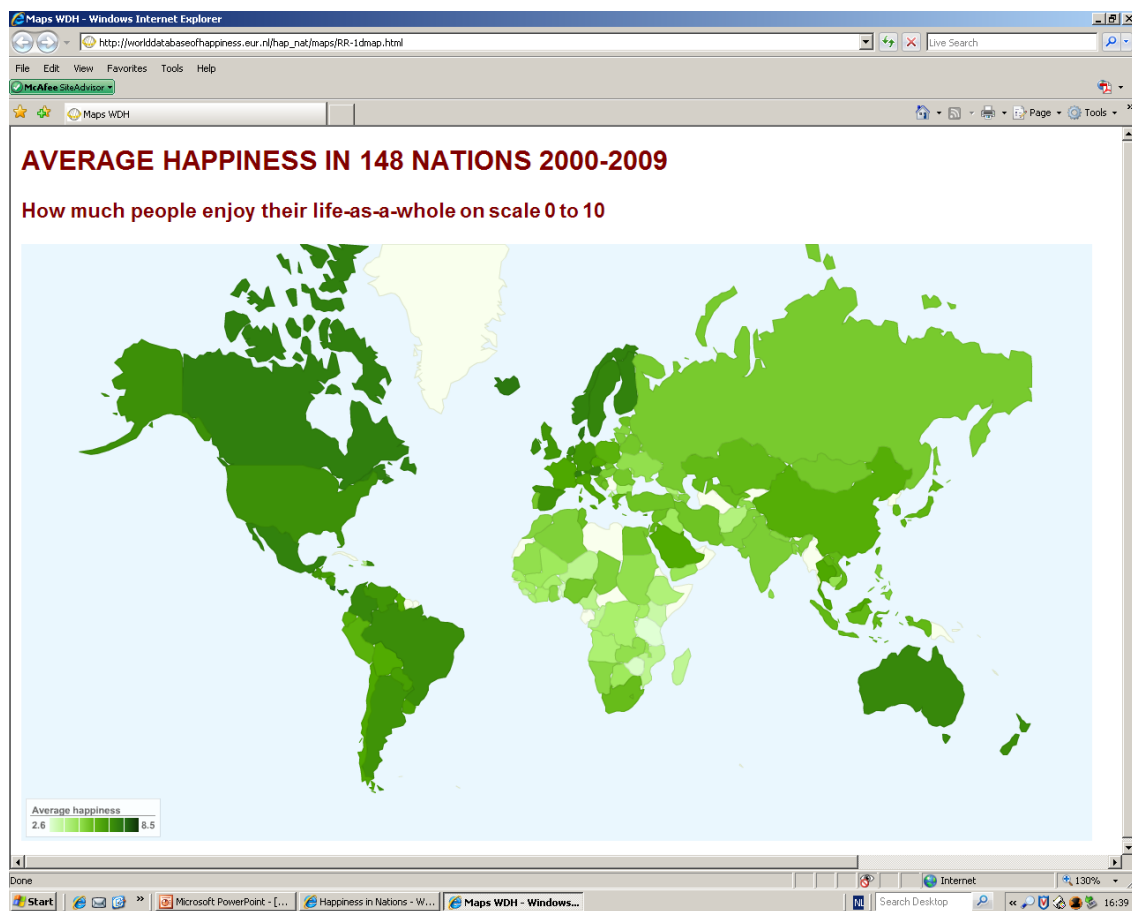 Maps WDH - Windows Internet Explorer
http://worlddatabaseofhappiness.eur.nl/hap_nat/maps/RR-1dmap.html
Live Search
File Edit View Favorites Tools Help
McAfee SiteAdvisor
Maps WDH
Page Tools
AVERAGE HAPPINESS IN 148 NATIONS 2000-2009
How much people enjoy their life-as-a-whole on scale 0 to 10
Average happiness
2.6 8.5
Done Internet 130%
Start Microsoft PowerPoint - [... Happiness in Nations - W... Maps WDH - Windows... NL Search Desktop 16:39